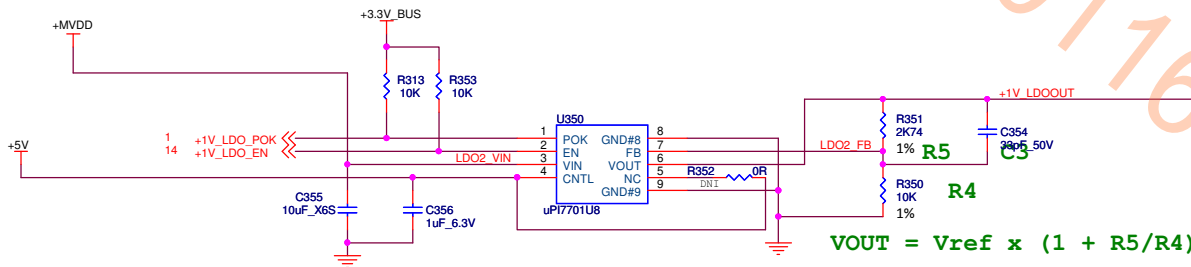 +MVDD
+3.3V_BUS
0116
R313
10K
R353
10K
+1V_LDOOUT
U350
1
+1V_LDO_POK
14
+1V_LDO_EN
LDO2_VIN
+5V
1
2
3
4
POK
EN
VIN
CNTL
GND#8
FB
VOUT
NC
GND#9
8
7
6
5
9
uPI7701U8
LDO2_FB
R351
2K74
1%
R5
C354
33pF_50V
C3
R352
0R
DNI
R350
10K
1%
R4
C355
10uF_X6S
C356
1uF_6.3V
VOUT = Vref x (1 + R5/R4)